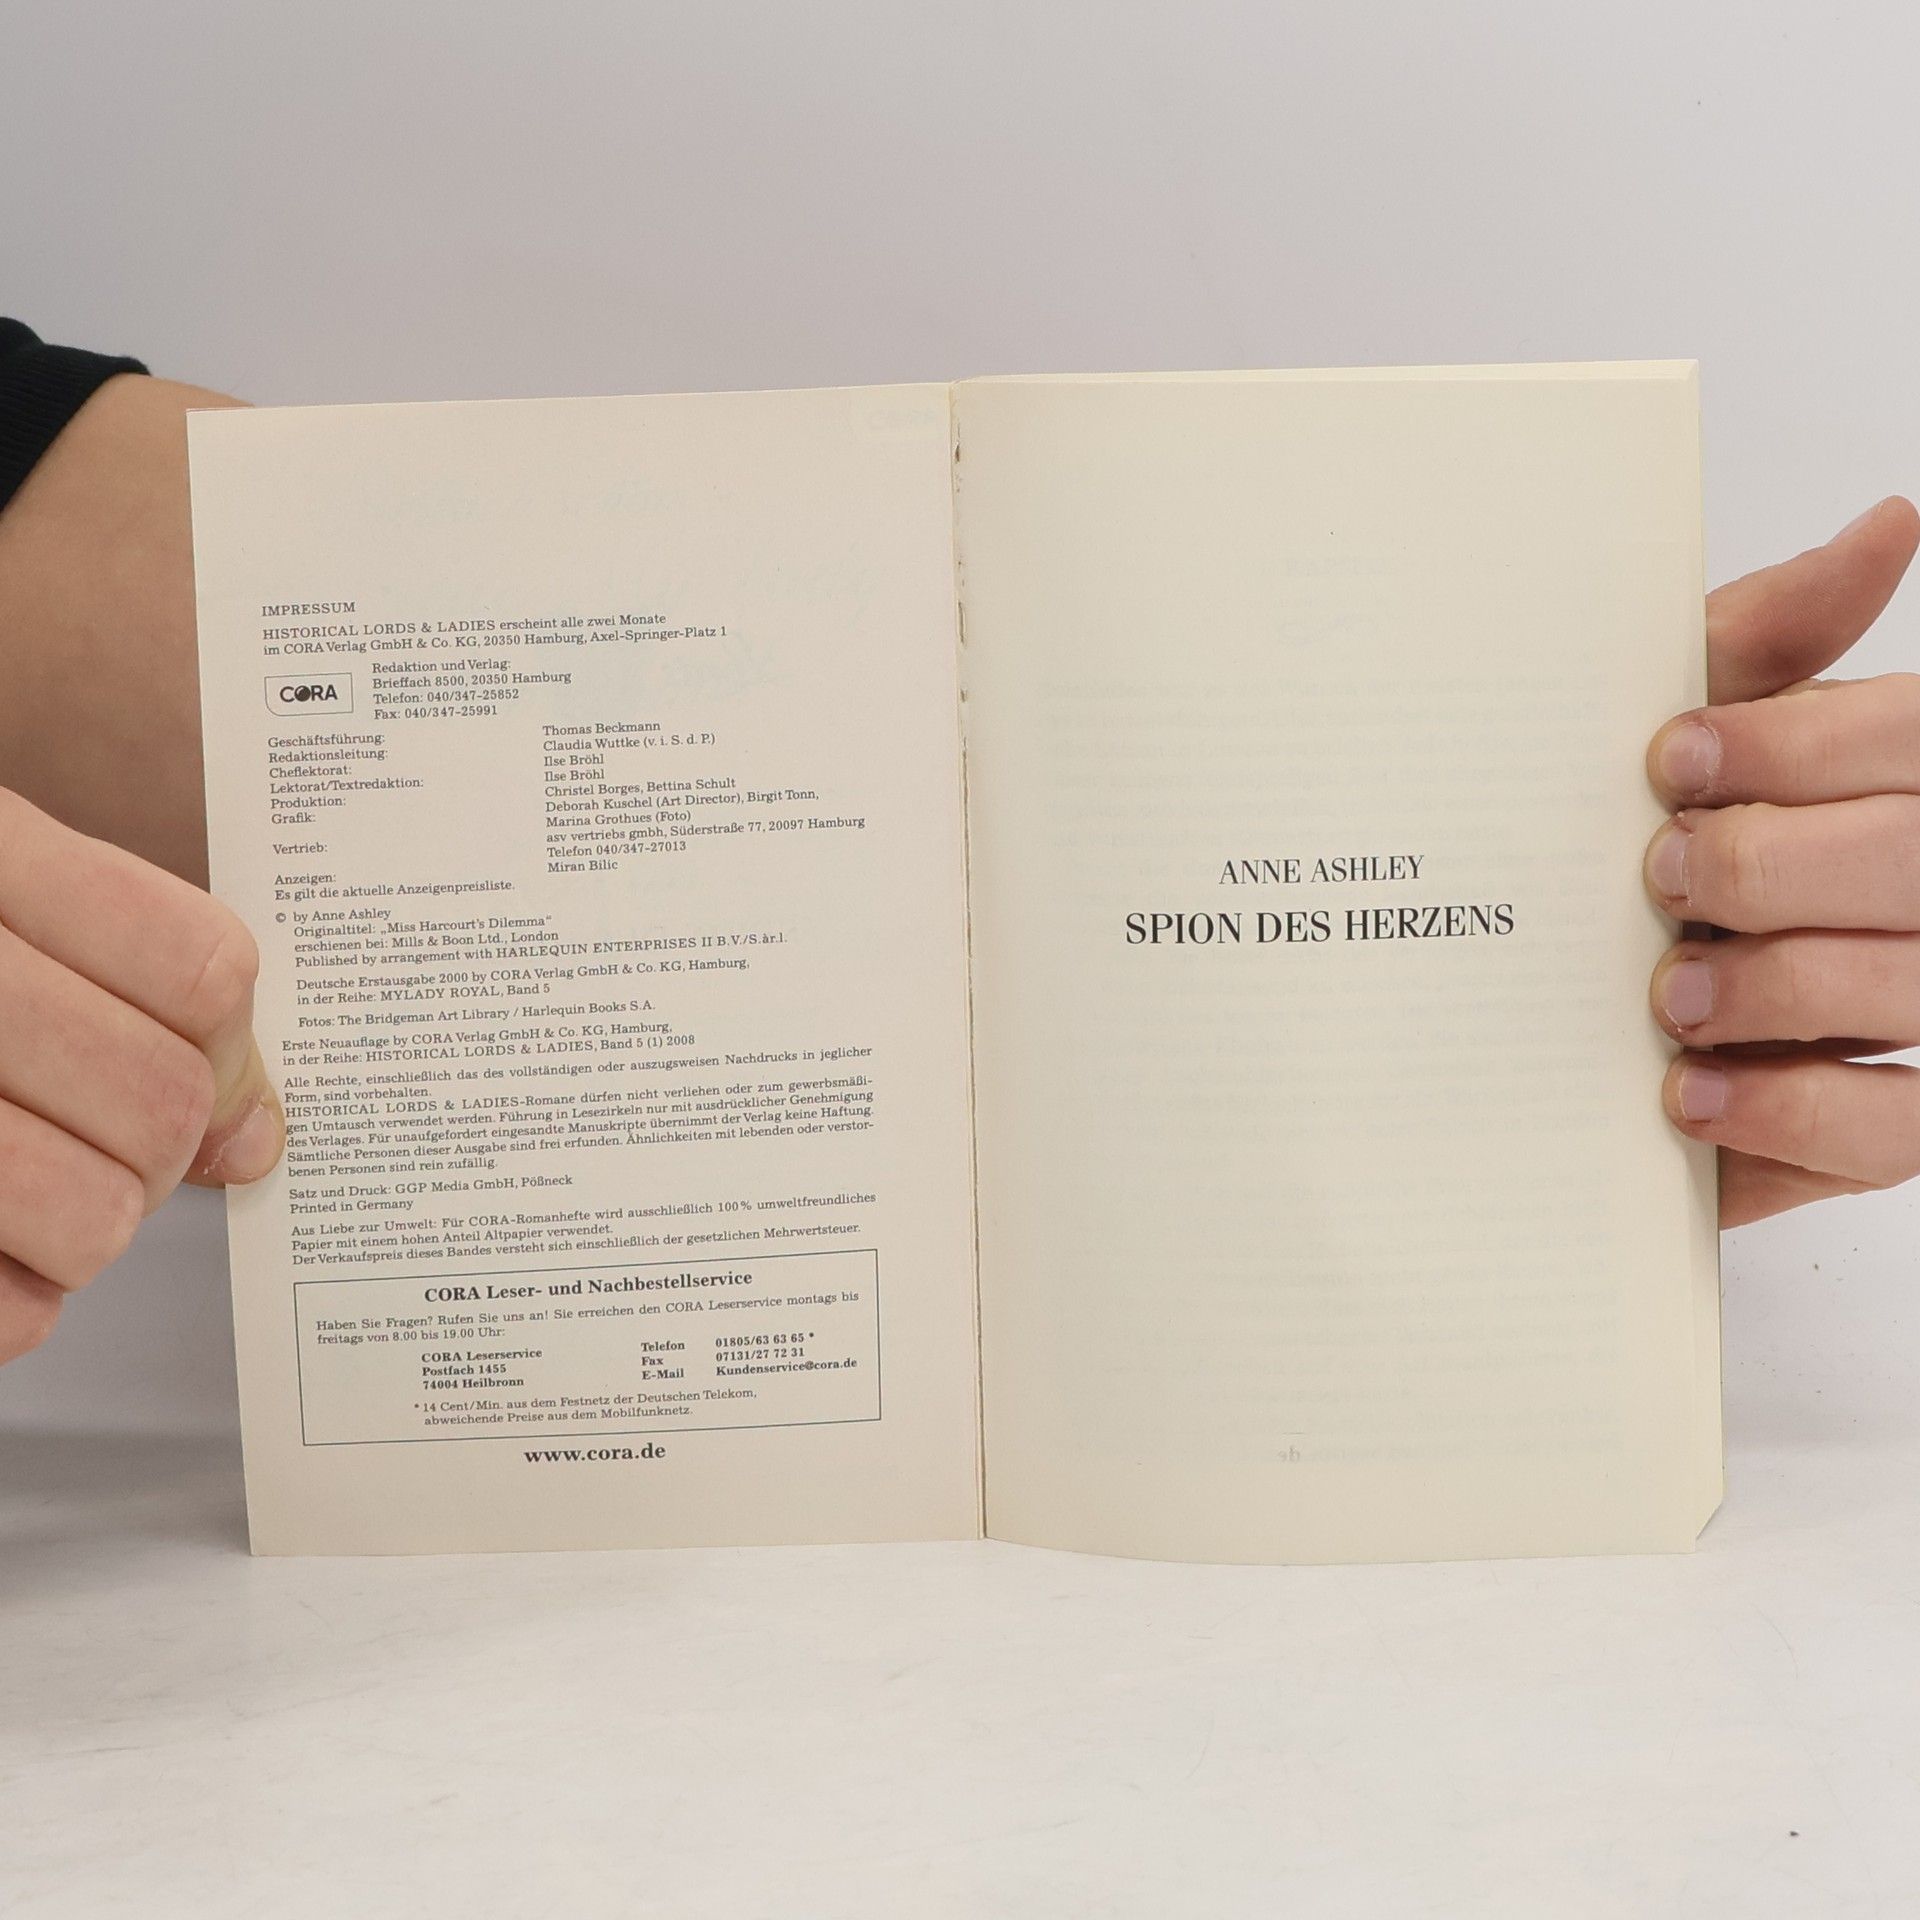 IMPRESSUM
HISTORICAL LORDS & LADIES erscheint alle zwei Monate
im CORA Verlag GmbH & Co. KG, 20350 Hamburg, Axel-Springer-Platz 1
CORA
Redaktion und Verlag:
Brieffach 8500, 20350 Hamburg
Telefon: 040/347-25852
Fax: 040/347-25991
Geschäftsführung:
Redaktionsleitung:
Cheflektorat:
Lektorat/Textredaktion:
Produktion:
Grafik:
Vertrieb:
Anzeigen:
Thomas Beckmann
Claudia Wuttke (v. i. S. d. P.)
Ilse Bröhl
Ilse Bröhl
Christel Borges, Bettina Schult
Deborah Kuschel (Art Director), Birgit Tonn,
Marina Grothues (Foto)
asv vertriebs gmbh, Süderstraße 77, 20097 Hamburg
Telefon 040/347-27013
Miran Bilic
Es gilt die aktuelle Anzeigenpreisliste.
© by Anne Ashley
Originaltitel: „Miss Harcourt's Dilemma“
erschienen bei: Mills & Boon Ltd., London
Published by arrangement with HARLEQUIN ENTERPRISES II B.V./S.àr.l.
Deutsche Erstausgabe 2000 by CORA Verlag GmbH & Co. KG, Hamburg,
in der Reihe: MYLADY ROYAL, Band 5
Fotos: The Bridgeman Art Library / Harlequin Books S.A.
Erste Neuauflage by CORA Verlag GmbH & Co. KG, Hamburg,
in der Reihe: HISTORICAL LORDS & LADIES, Band 5 (1) 2008
Alle Rechte, einschließlich das des vollständigen oder auszugsweisen Nachdrucks in jeglicher
Form, sind vorbehalten.
HISTORICAL LORDS & LADIES-Romane dürfen nicht verliehen oder zum gewerbsmäßi-
gen Umtausch verwendet werden. Führung in Lesezirkeln nur mit ausdrücklicher Genehmigung
des Verlages. Für unaufgefordert eingesandte Manuskripte übernimmt der Verlag keine Haftung.
Sämtliche Personen dieser Ausgabe sind frei erfunden. Ähnlichkeiten mit lebenden oder verstor-
benen Personen sind rein zufällig.
Satz und Druck: GGP Media GmbH, Pößneck
Printed in Germany
Aus Liebe zur Umwelt: Für CORA-Romanhefte wird ausschließlich 100% umweltfreundliches
Papier mit einem hohen Anteil Altpapier verwendet.
Der Verkaufspreis dieses Bandes versteht sich einschließlich der gesetzlichen Mehrwertsteuer.
CORA Leser- und Nachbestellservice
Haben Sie Fragen? Rufen Sie uns an! Sie erreichen den CORA Leserservice montags bis
freitags von 8.00 bis 19.00 Uhr:
CORA Leserservice
Postfach 1455
74004 Heilbronn
Telefon 01805/63 63 65 *
Fax 07131/27 72 31
E-Mail Kundenservice@cora.de
* 14 Cent/Min. aus dem Festnetz der Deutschen Telekom,
abweichende Preise aus dem Mobilfunknetz.
www.cora.de
ANNE ASHLEY
SPION DES HERZENS